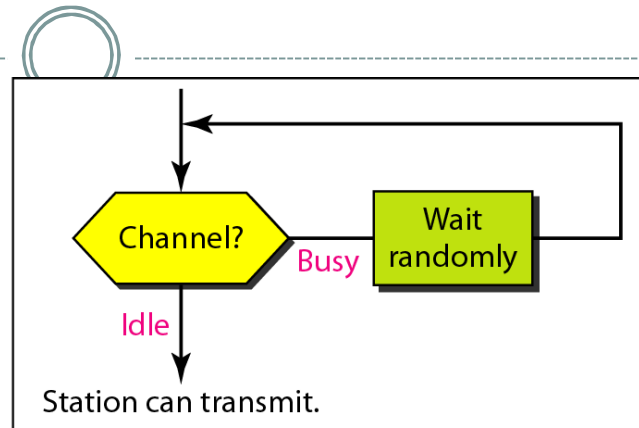 Channel?
Busy
Wait
randomly
Idle
Station can transmit.